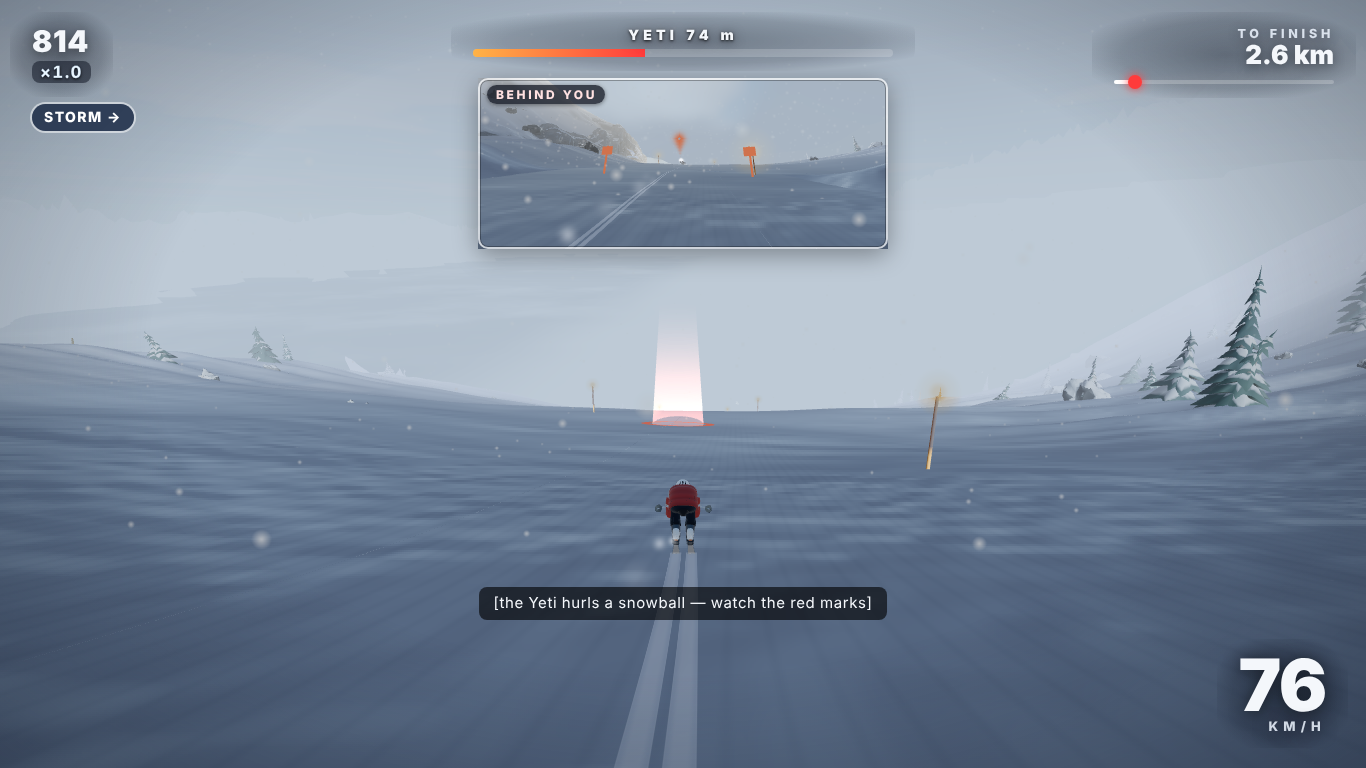 814
×1.0
STORM →
YETI 74 m
BEHIND YOU
TO FINISH
2.6 km
[the Yeti hurls a snowball — watch the red marks]
76
KM/H